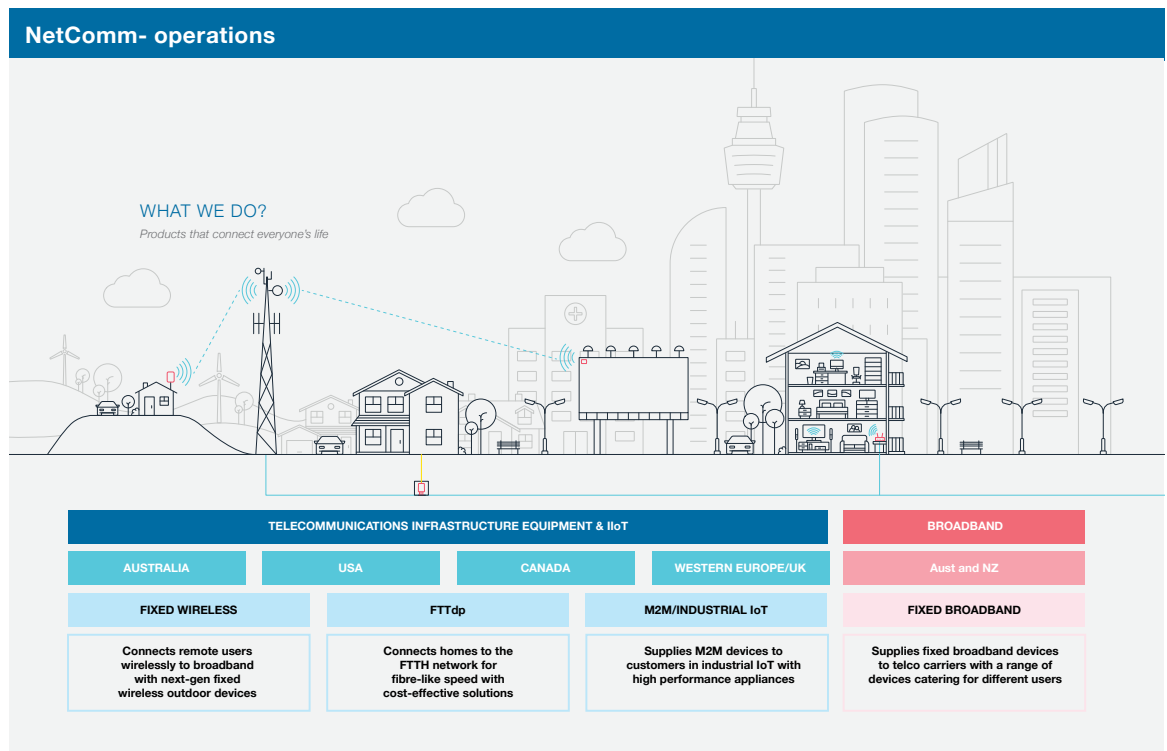 NetComm- operations
WHAT WE DO?
Products that connect everyone's life
TELECOMMUNICATIONS INFRASTRUCTURE EQUIPMENT & IIoT
BROADBAND
AUSTRALIA
USA
CANADA
WESTERN EUROPE/UK
Aust and NZ
FIXED WIRELESS
FTTdp
M2M/INDUSTRIAL IoT
FIXED BROADBAND
Connects remote users
wirelessly to broadband
with next-gen fixed
wireless outdoor devices
Connects homes to the
FTTH network for
fibre-like speed with
cost-effective solutions
Supplies M2M devices to
customers in industrial IoT with
high performance appliances
Supplies fixed broadband devices
to telco carriers with a range of
devices catering for different users